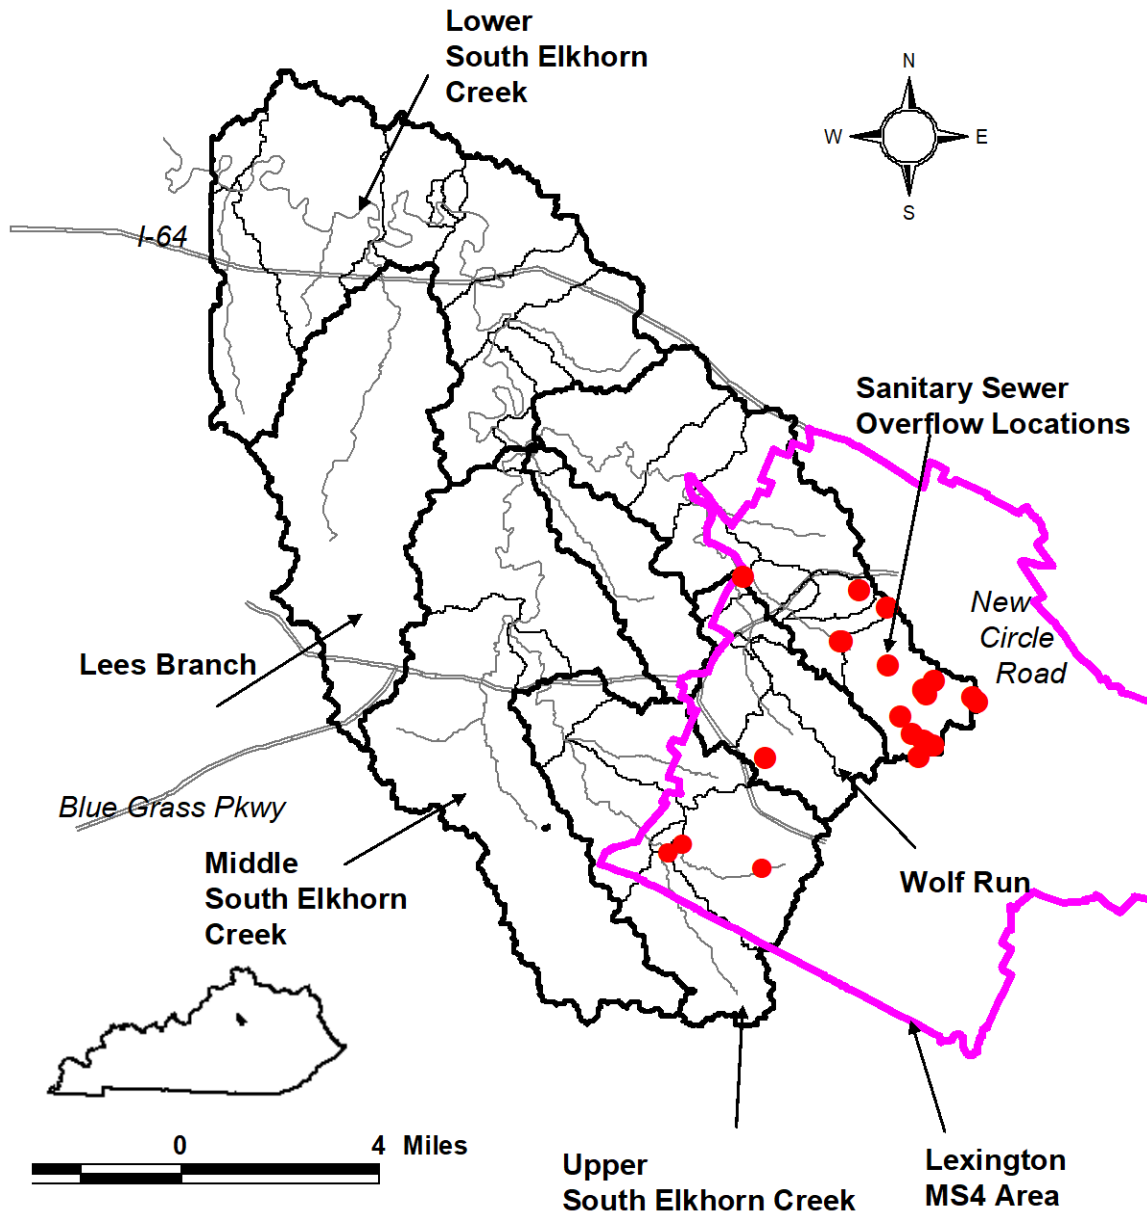 Lower
South Elkhorn
Creek
N
W
E
S
I-64
Sanitary Sewer
Overflow Locations
New
Circle
Road
Lees Branch
Blue Grass Pkwy
Middle
South Elkhorn
Creek
Wolf Run
0 4 Miles
Upper
South Elkhorn Creek
Lexington
MS4 Area